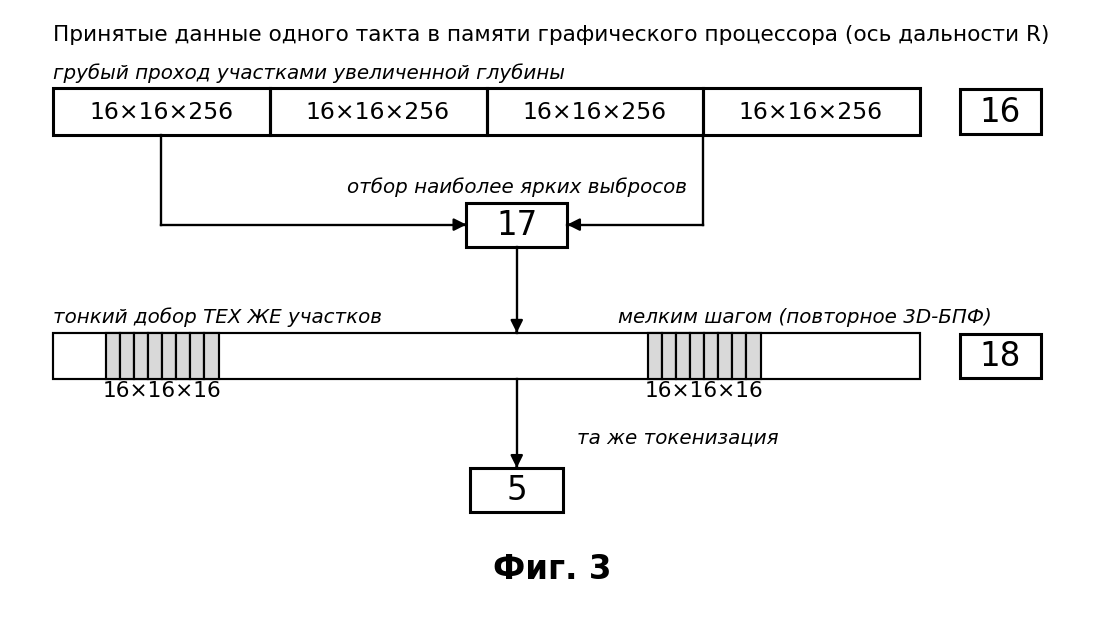 Принятые данные одного такта в памяти графического процессора (ось дальности R)
грубый проход участками увеличенной глубины
16×16×256 16×16×256 16×16×256 16×16×256 16
отбор наиболее ярких выбросов
17
тонкий добор ТЕХ ЖЕ участков мелким шагом (повторное 3D-БПФ)
18
16×16×16 16×16×16
та же токенизация
5
Фиг. 3